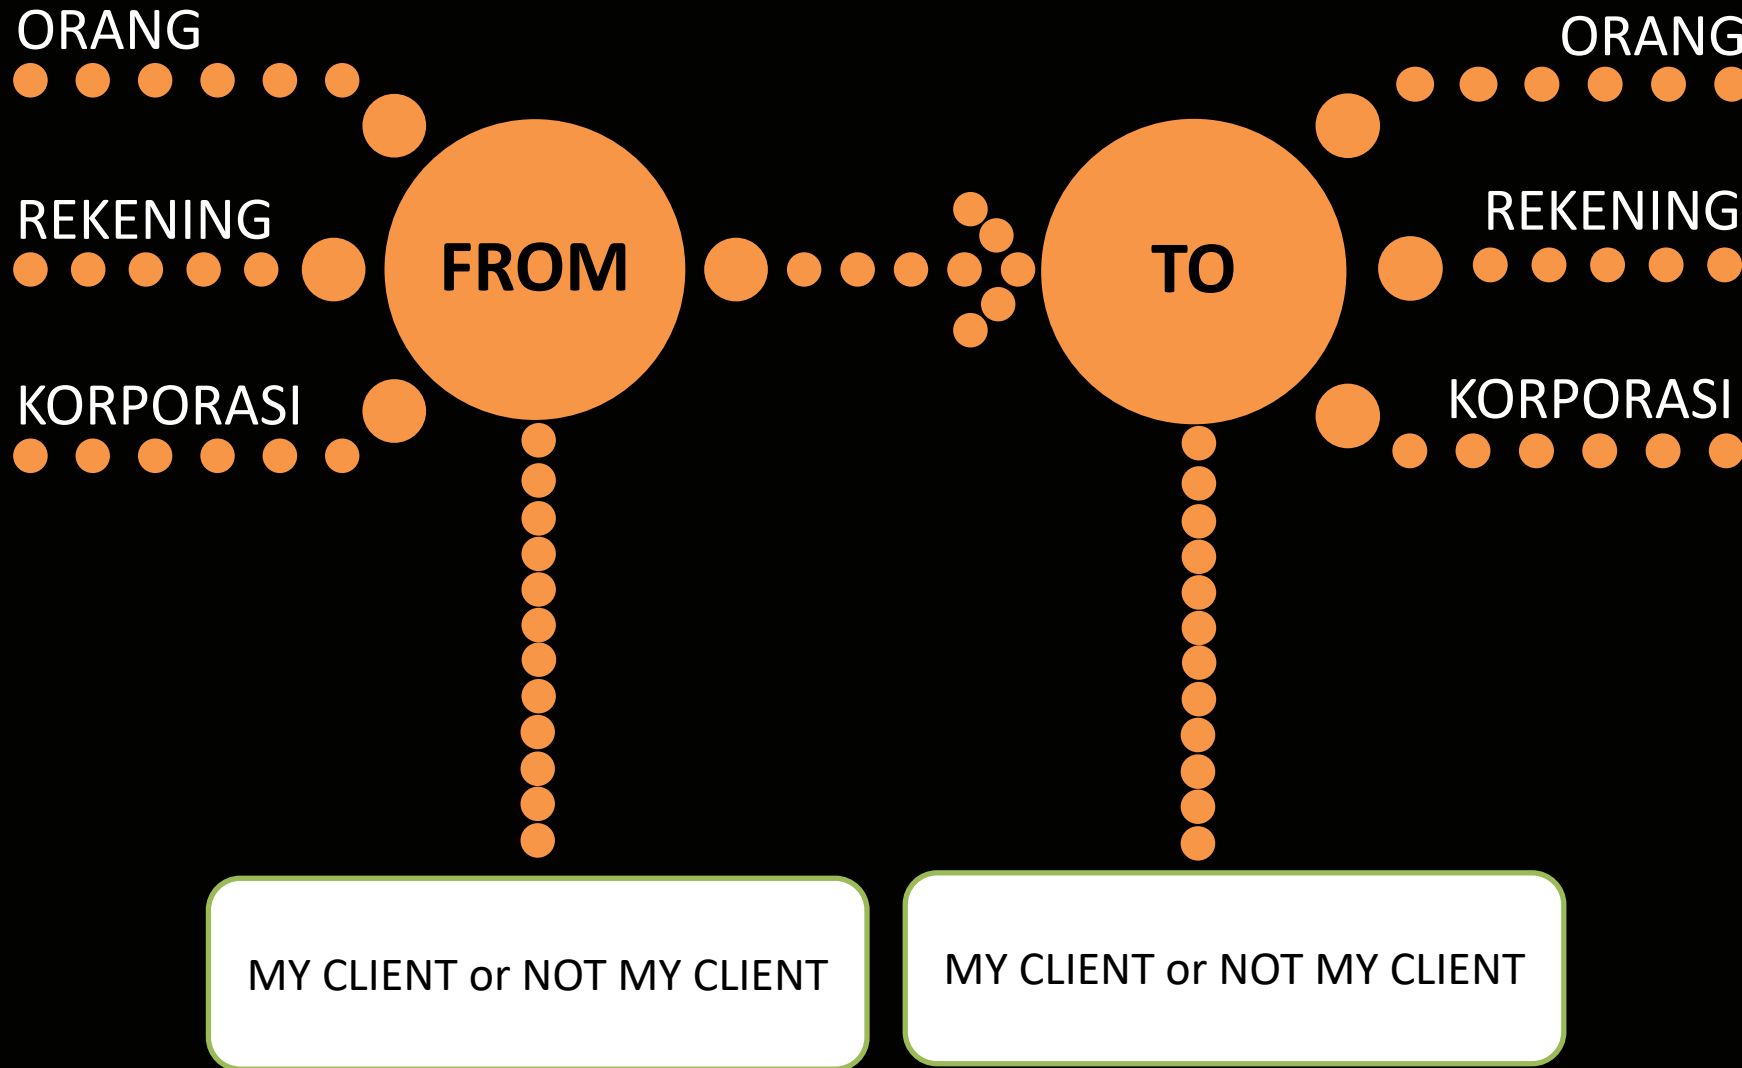 ORANG
ORANG
REKENING
REKENING
FROM
TO
KORPORASI
KORPORASI
MY CLIENT or NOT MY CLIENT
MY CLIENT or NOT MY CLIENT